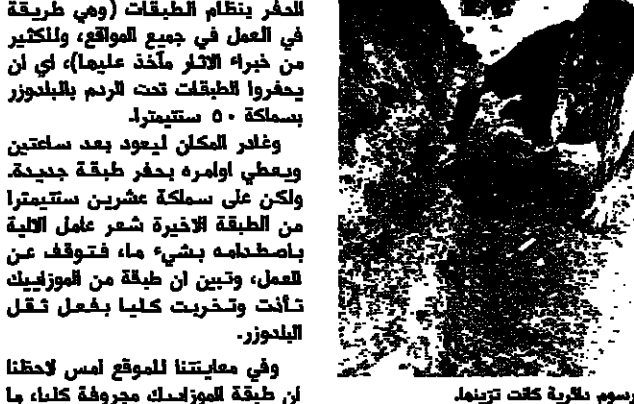 للحفر بنظام الطبقات (وهي طريقة
في العمل في جميع المواقع، وللكثير
من خبراء الاثار مآخذ عليها)، اي ان
يحفروا الطبقات تحت الردم بالبلدوزر
بسماكة ٥٠ سنتيمترا.
وغادر المكان ليعود بعد ساعتين
ويعطي اوامره بحفر طبقة جديدة.
ولكن على سماكة عشرين سنتيمترا
من الطبقة الاخيرة شعر عامل الالية
باصطدامه بشيء ما، فتوقف عن
العمل، وتبين ان طبقة من الموزاييك
تأذت وتخربت كليا بفعل ثقل
البلدوزر.
وفي معاينتنا للموقع امس لاحظنا
ان طبقة الموزاييك مجروفة كليا، ما
رسوم دائرية كانت تزينها.